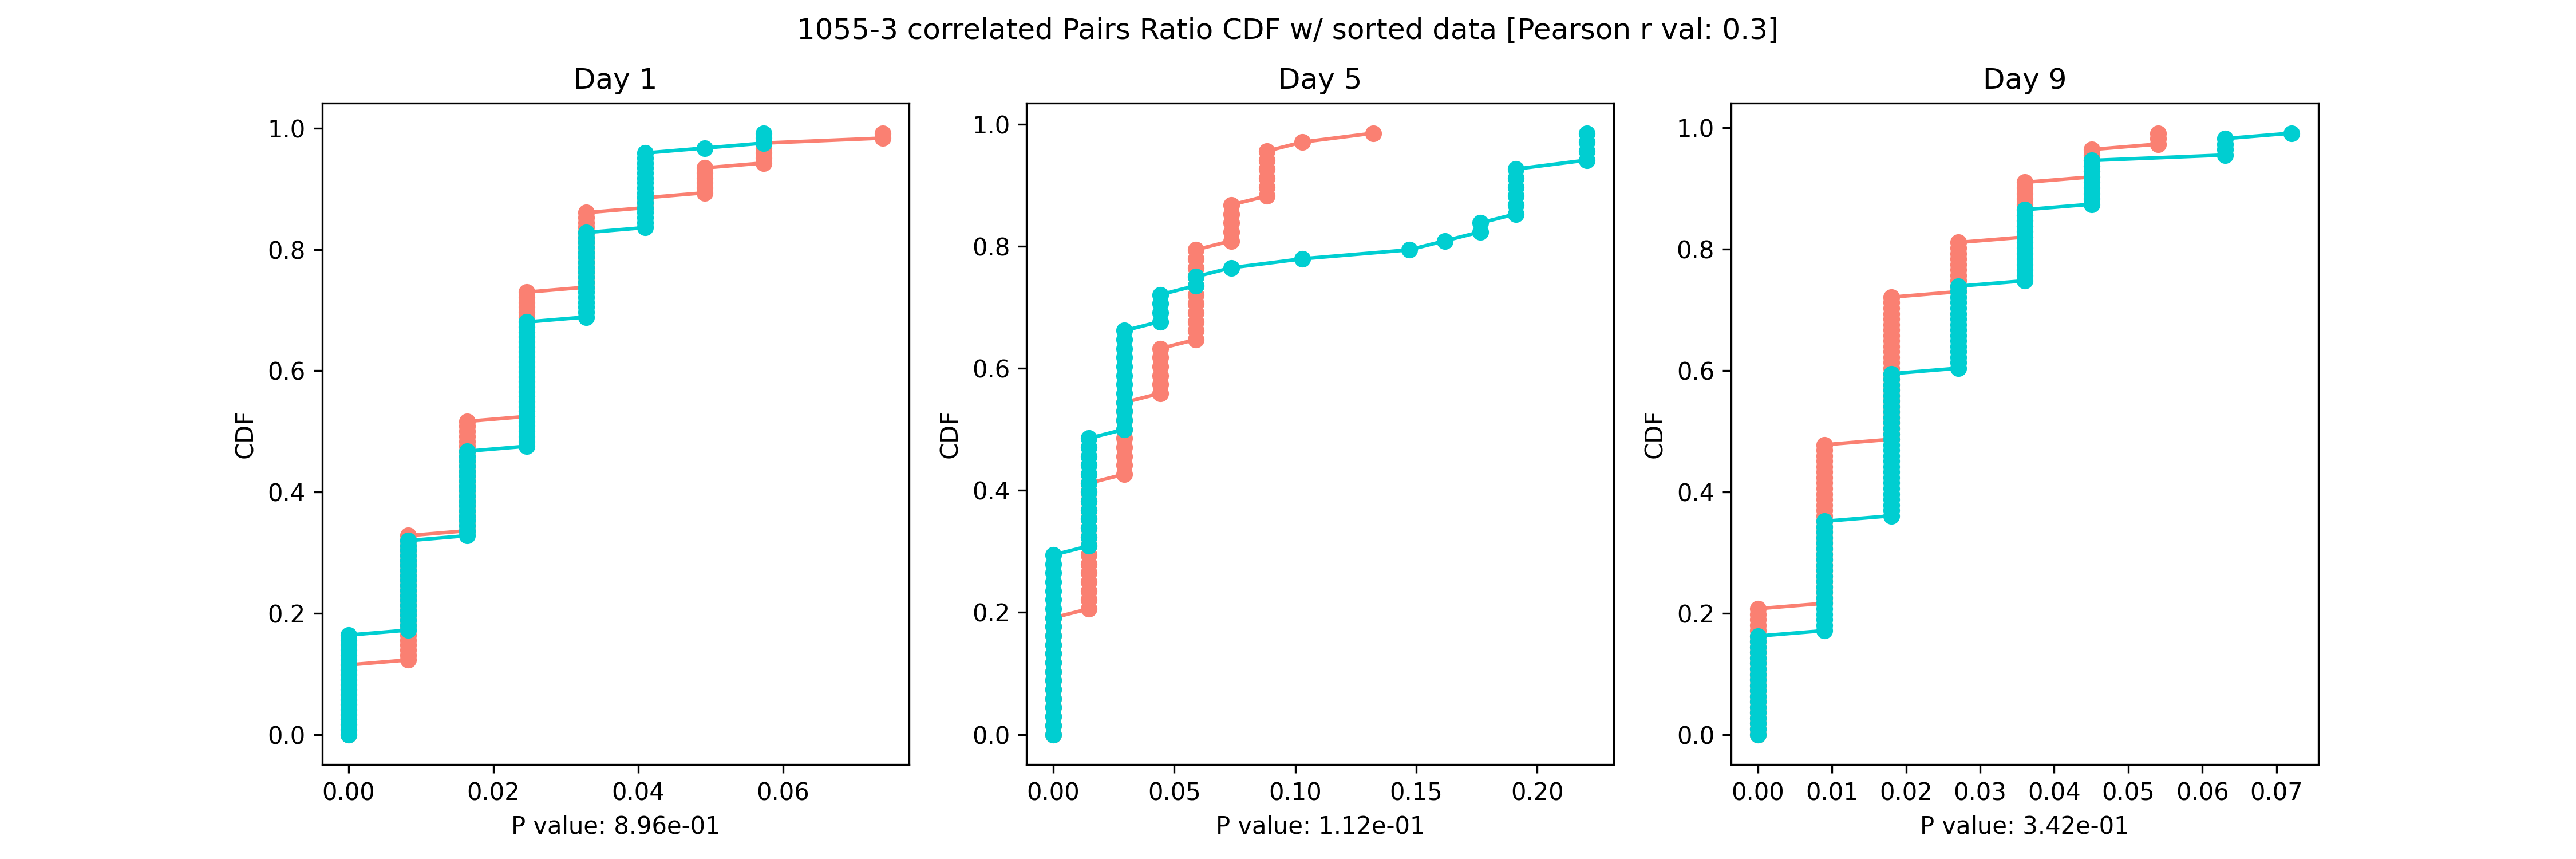 1055-3 correlated Pairs Ratio CDF w/ sorted data [Pearson r val: 0.3]
Day 1
1.0
0.8
0.6
0.4
0.2
0.0
CDF
0.00 0.02 0.04 0.06
P value: 8.96e-01
Day 5
1.0
0.8
0.6
0.4
0.2
0.0
CDF
0.00 0.05 0.10 0.15 0.20
P value: 1.12e-01
Day 9
1.0
0.8
0.6
0.4
0.2
0.0
CDF
0.00 0.01 0.02 0.03 0.04 0.05 0.06 0.07
P value: 3.42e-01